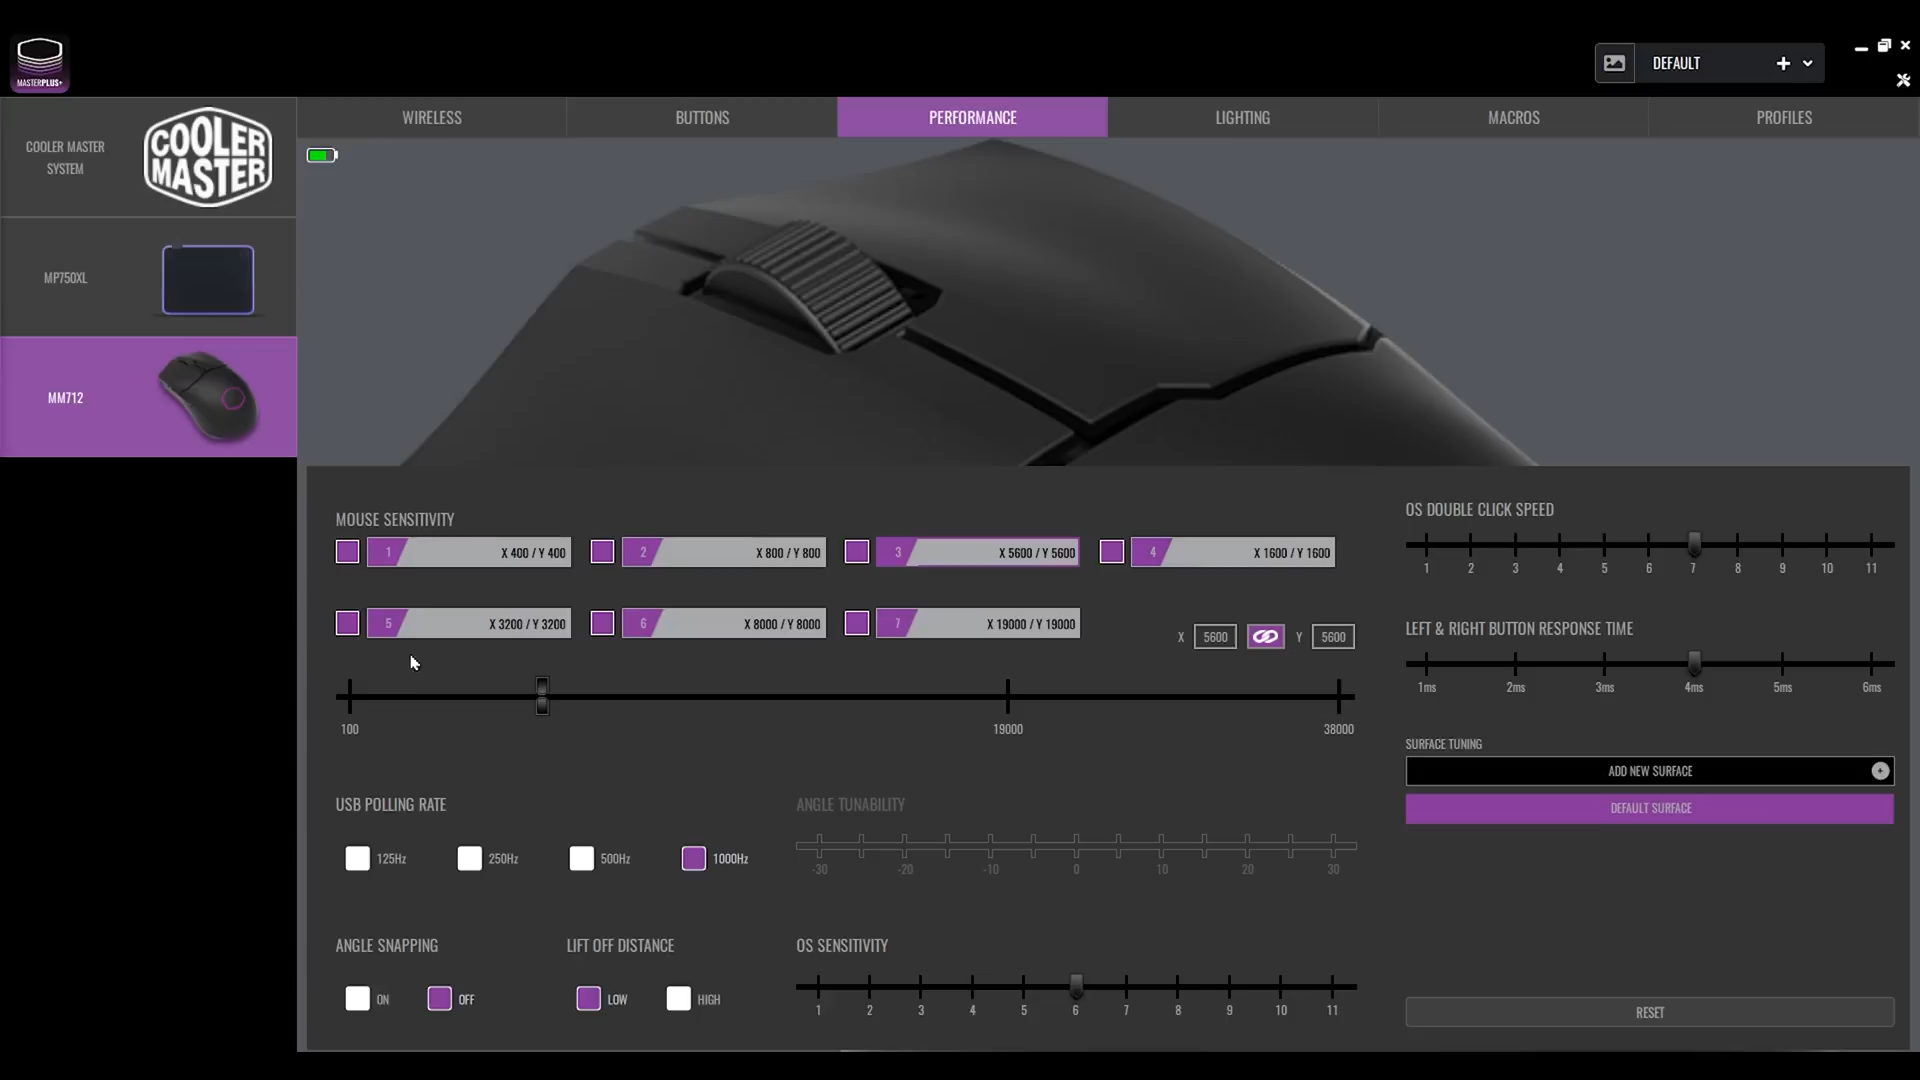 MASTERPLUS+
DEFAULT
WIRELESS
BUTTONS
PERFORMANCE
LIGHTING
MACROS
PROFILES
COOLER MASTER
SYSTEM
COOLER
MASTER
MP750XL
MM712
MOUSE SENSITIVITY
1 X 400 / Y 400
2 X 800 / Y 800
3 X 5600 / Y 5600
4 X 1600 / Y 1600
5 X 3200 / Y 3200
6 X 8000 / Y 8000
7 X 19000 / Y 19000
X 5600 Y 5600
100 19000 38000
USB POLLING RATE
125Hz 250Hz 500Hz 1000Hz
ANGLE TUNABILITY
-30 -20 -10 0 10 20 30
ANGLE SNAPPING
ON OFF
LIFT OFF DISTANCE
LOW HIGH
OS SENSITIVITY
1 2 3 4 5 6 7 8 9 10 11
OS DOUBLE CLICK SPEED
1 2 3 4 5 6 7 8 9 10 11
LEFT & RIGHT BUTTON RESPONSE TIME
1ms 2ms 3ms 4ms 5ms 6ms
SURFACE TUNING
ADD NEW SURFACE
DEFAULT SURFACE
RESET